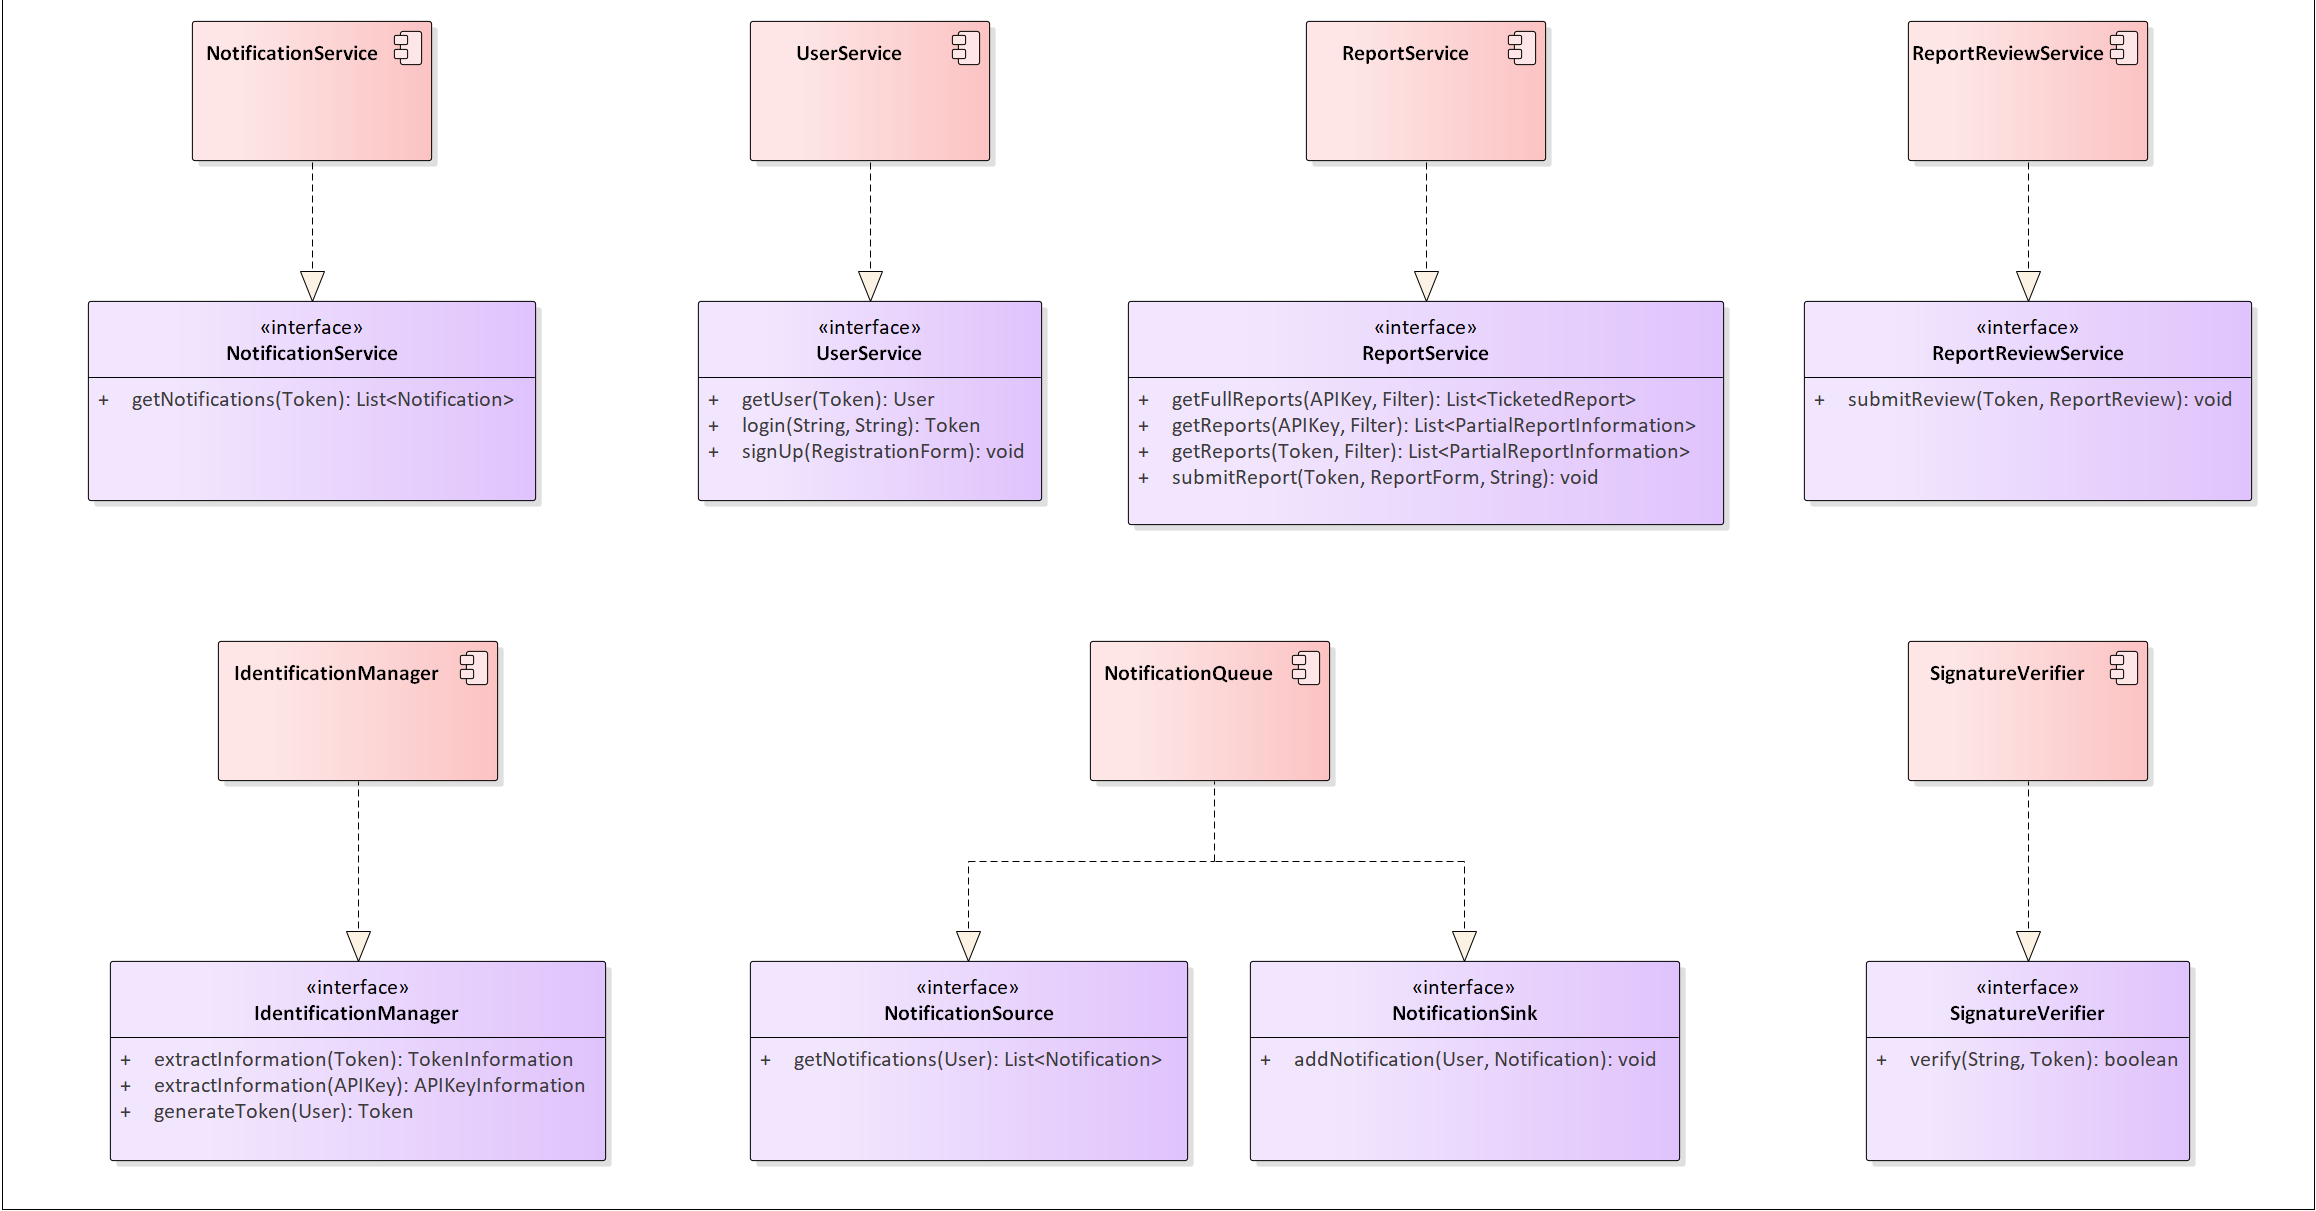 NotificationService
UserService
ReportService
ReportReviewService
«interface»
NotificationService
+ getNotifications(Token): List<Notification>
«interface»
UserService
+ getUser(Token): User
+ login(String, String): Token
+ signUp(RegistrationForm): void
«interface»
ReportService
+ getFullReports(APIKey, Filter): List<TicketedReport>
+ getReports(APIKey, Filter): List<PartialReportInformation>
+ getReports(Token, Filter): List<PartialReportInformation>
+ submitReport(Token, ReportForm, String): void
«interface»
ReportReviewService
+ submitReview(Token, ReportReview): void
IdentificationManager
NotificationQueue
SignatureVerifier
«interface»
IdentificationManager
+ extractInformation(Token): TokenInformation
+ extractInformation(APIKey): APIKeyInformation
+ generateToken(User): Token
«interface»
NotificationSource
+ getNotifications(User): List<Notification>
«interface»
NotificationSink
+ addNotification(User, Notification): void
«interface»
SignatureVerifier
+ verify(String, Token): boolean